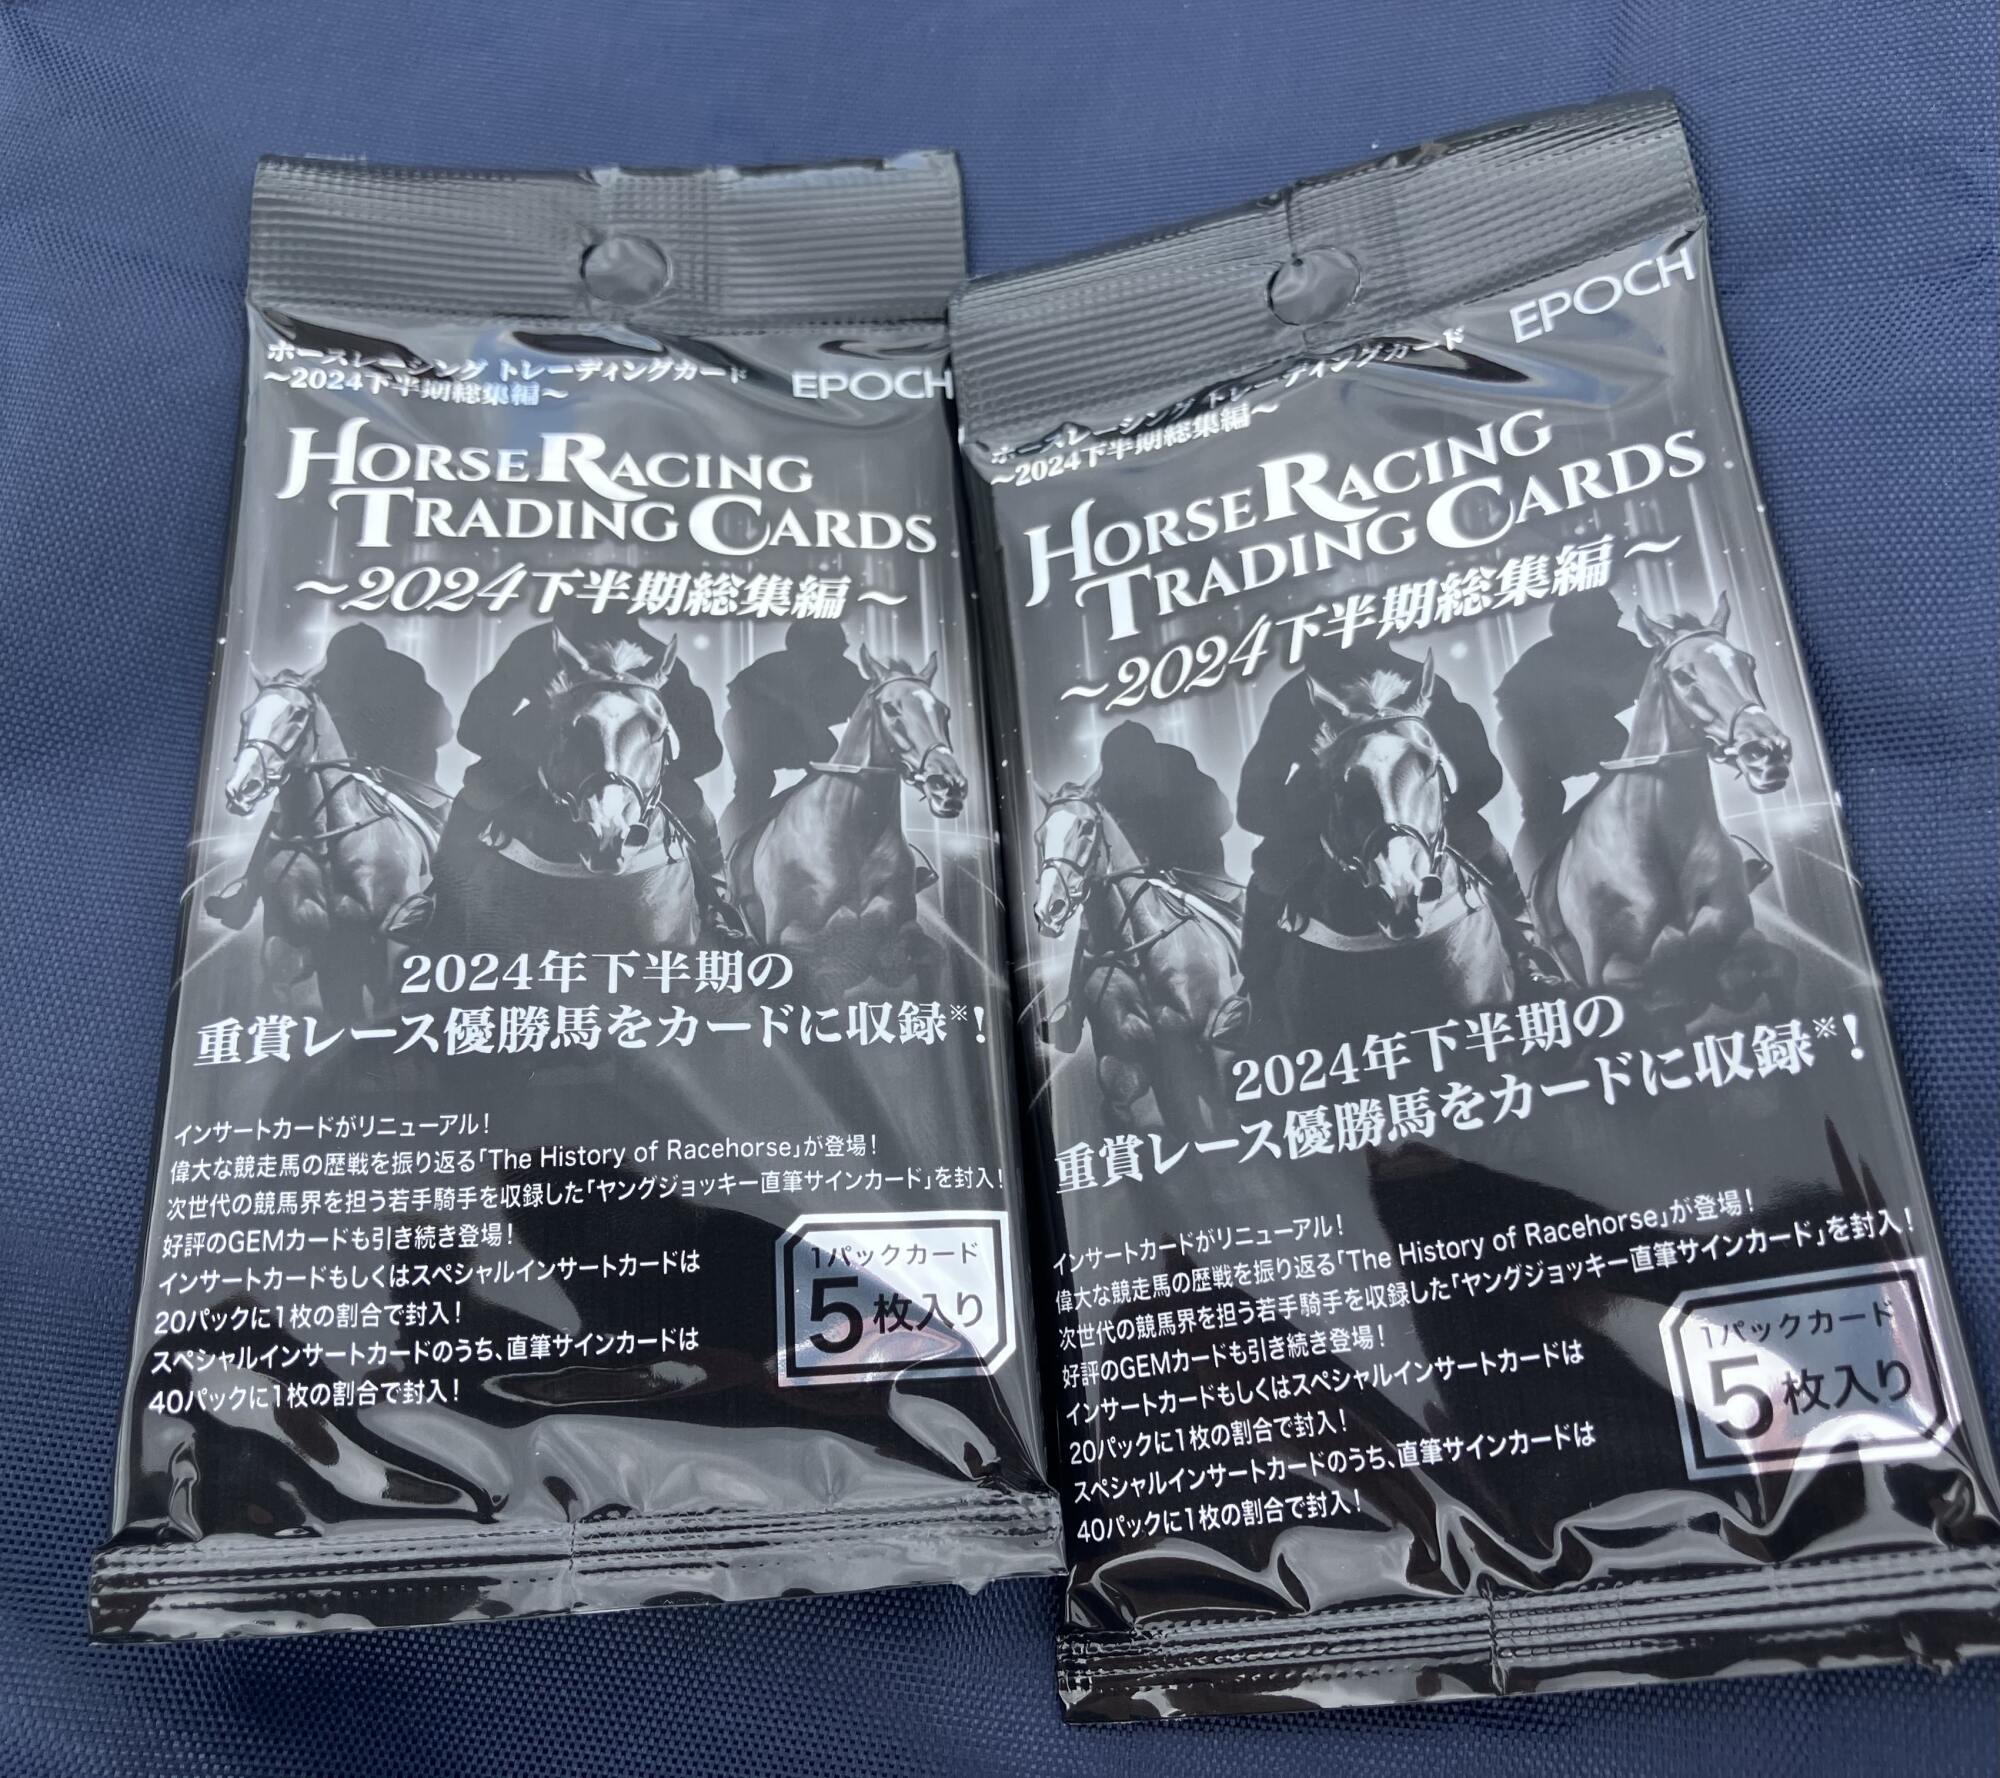 ホースレーシング トレーディングカード
～2024下半期総集編～
EPOCH
HORSE RACING
TRADING CARDS
～2024下半期総集編～
2024年下半期の
重賞レース優勝馬をカードに収録※!
インサートカードがリニューアル!
偉大な競走馬の歴戦を振り返る「The History of Racehorse」が登場!
次世代の競馬界を担う若手騎手を収録した「ヤングジョッキー直筆サインカード」を封入!
好評のGEMカードも引き続き登場!
インサートカードもしくはスペシャルインサートカードは
20パックに1枚の割合で封入!
スペシャルインサートカードのうち、直筆サインカードは
40パックに1枚の割合で封入!
1パックカード
5枚入り
ホースレーシング トレーディングカード
～2024下半期総集編～
EPOCH
HORSE RACING
TRADING CARDS
～2024下半期総集編～
2024年下半期の
重賞レース優勝馬をカードに収録※!
インサートカードがリニューアル!
偉大な競走馬の歴戦を振り返る「The History of Racehorse」が登場!
次世代の競馬界を担う若手騎手を収録した「ヤングジョッキー直筆サインカード」を封入!
好評のGEMカードも引き続き登場!
インサートカードもしくはスペシャルインサートカードは
20パックに1枚の割合で封入!
スペシャルインサートカードのうち、直筆サインカードは
40パックに1枚の割合で封入!
1パックカード
5枚入り